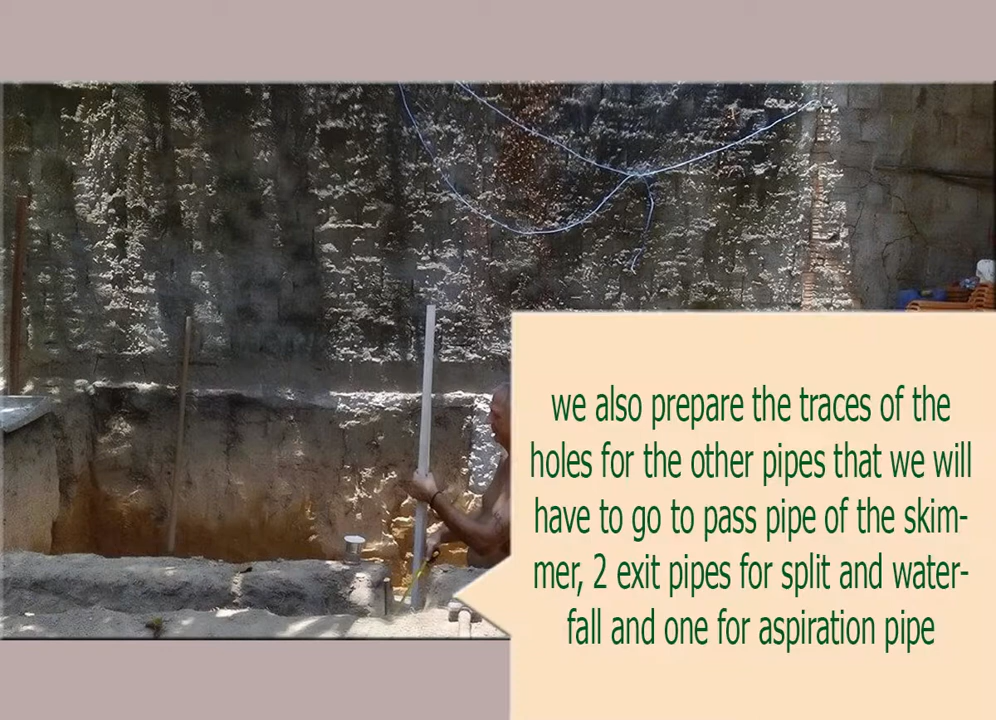 we also prepare the traces of the
holes for the other pipes that we will
have to go to pass pipe of the skim-
mer, 2 exit pipes for split and water-
fall and one for aspiration pipe